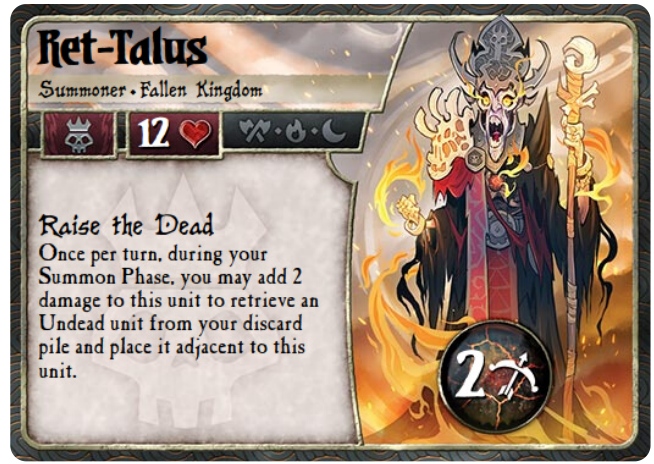 Ret-Talus
Summoner • Fallen Kingdom
12
Raise the Dead
Once per turn, during your
Summon Phase, you may add 2
damage to this unit to retrieve an
Undead unit from your discard
pile and place it adjacent to this
unit.
2